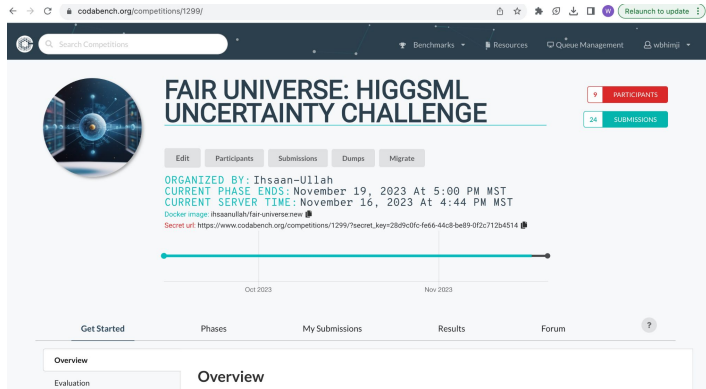 codabench.org/competitions/1299/
W
Relaunch to update
Search Competitions
Benchmarks
Resources
Queue Management
wbhimji
FAIR UNIVERSE: HIGGSML
UNCERTAINTY CHALLENGE
9 PARTICIPANTS
24 SUBMISSIONS
Edit Participants Submissions Dumps Migrate
ORGANIZED BY: Ihsaan-Ullah
CURRENT PHASE ENDS: November 19, 2023 At 5:00 PM MST
CURRENT SERVER TIME: November 16, 2023 At 4:44 PM MST
Docker image: ihsaanullah/fair-universe:new
Secret url: https://www.codabench.org/competitions/1299/?secret_key=28d9c0fc-fe66-44c8-be89-0f2c712b4514
Oct 2023 Nov 2023
Get Started Phases My Submissions Results Forum ?
Overview
Overview
Evaluation